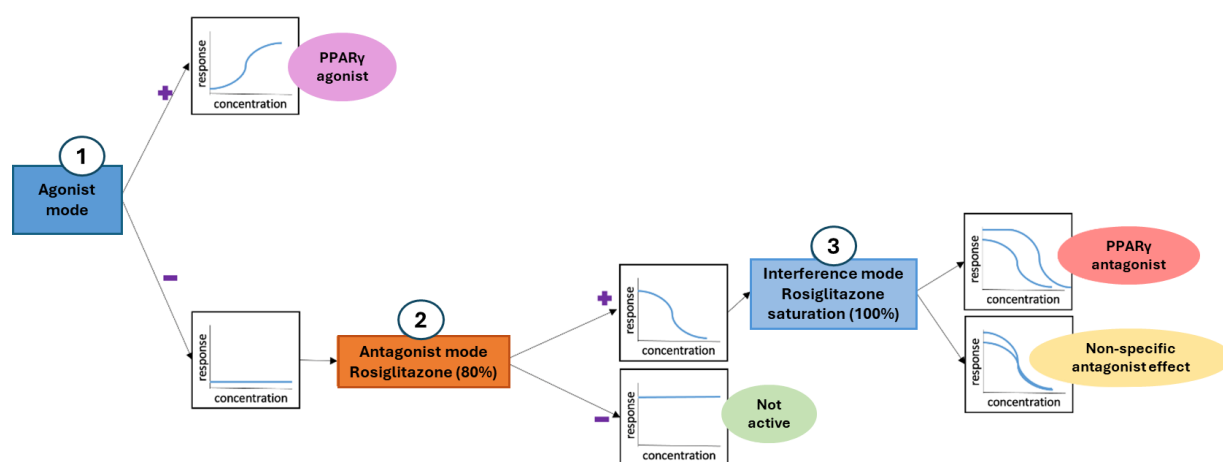 response
concentration
PPARγ
agonist
+
1
Agonist
mode
−
response
concentration
2
Antagonist mode
Rosiglitazone (80%)
+
response
concentration
−
response
concentration
Not
active
3
Interference mode
Rosiglitazone
saturation (100%)
response
concentration
PPARγ
antagonist
response
concentration
Non-specific
antagonist effect